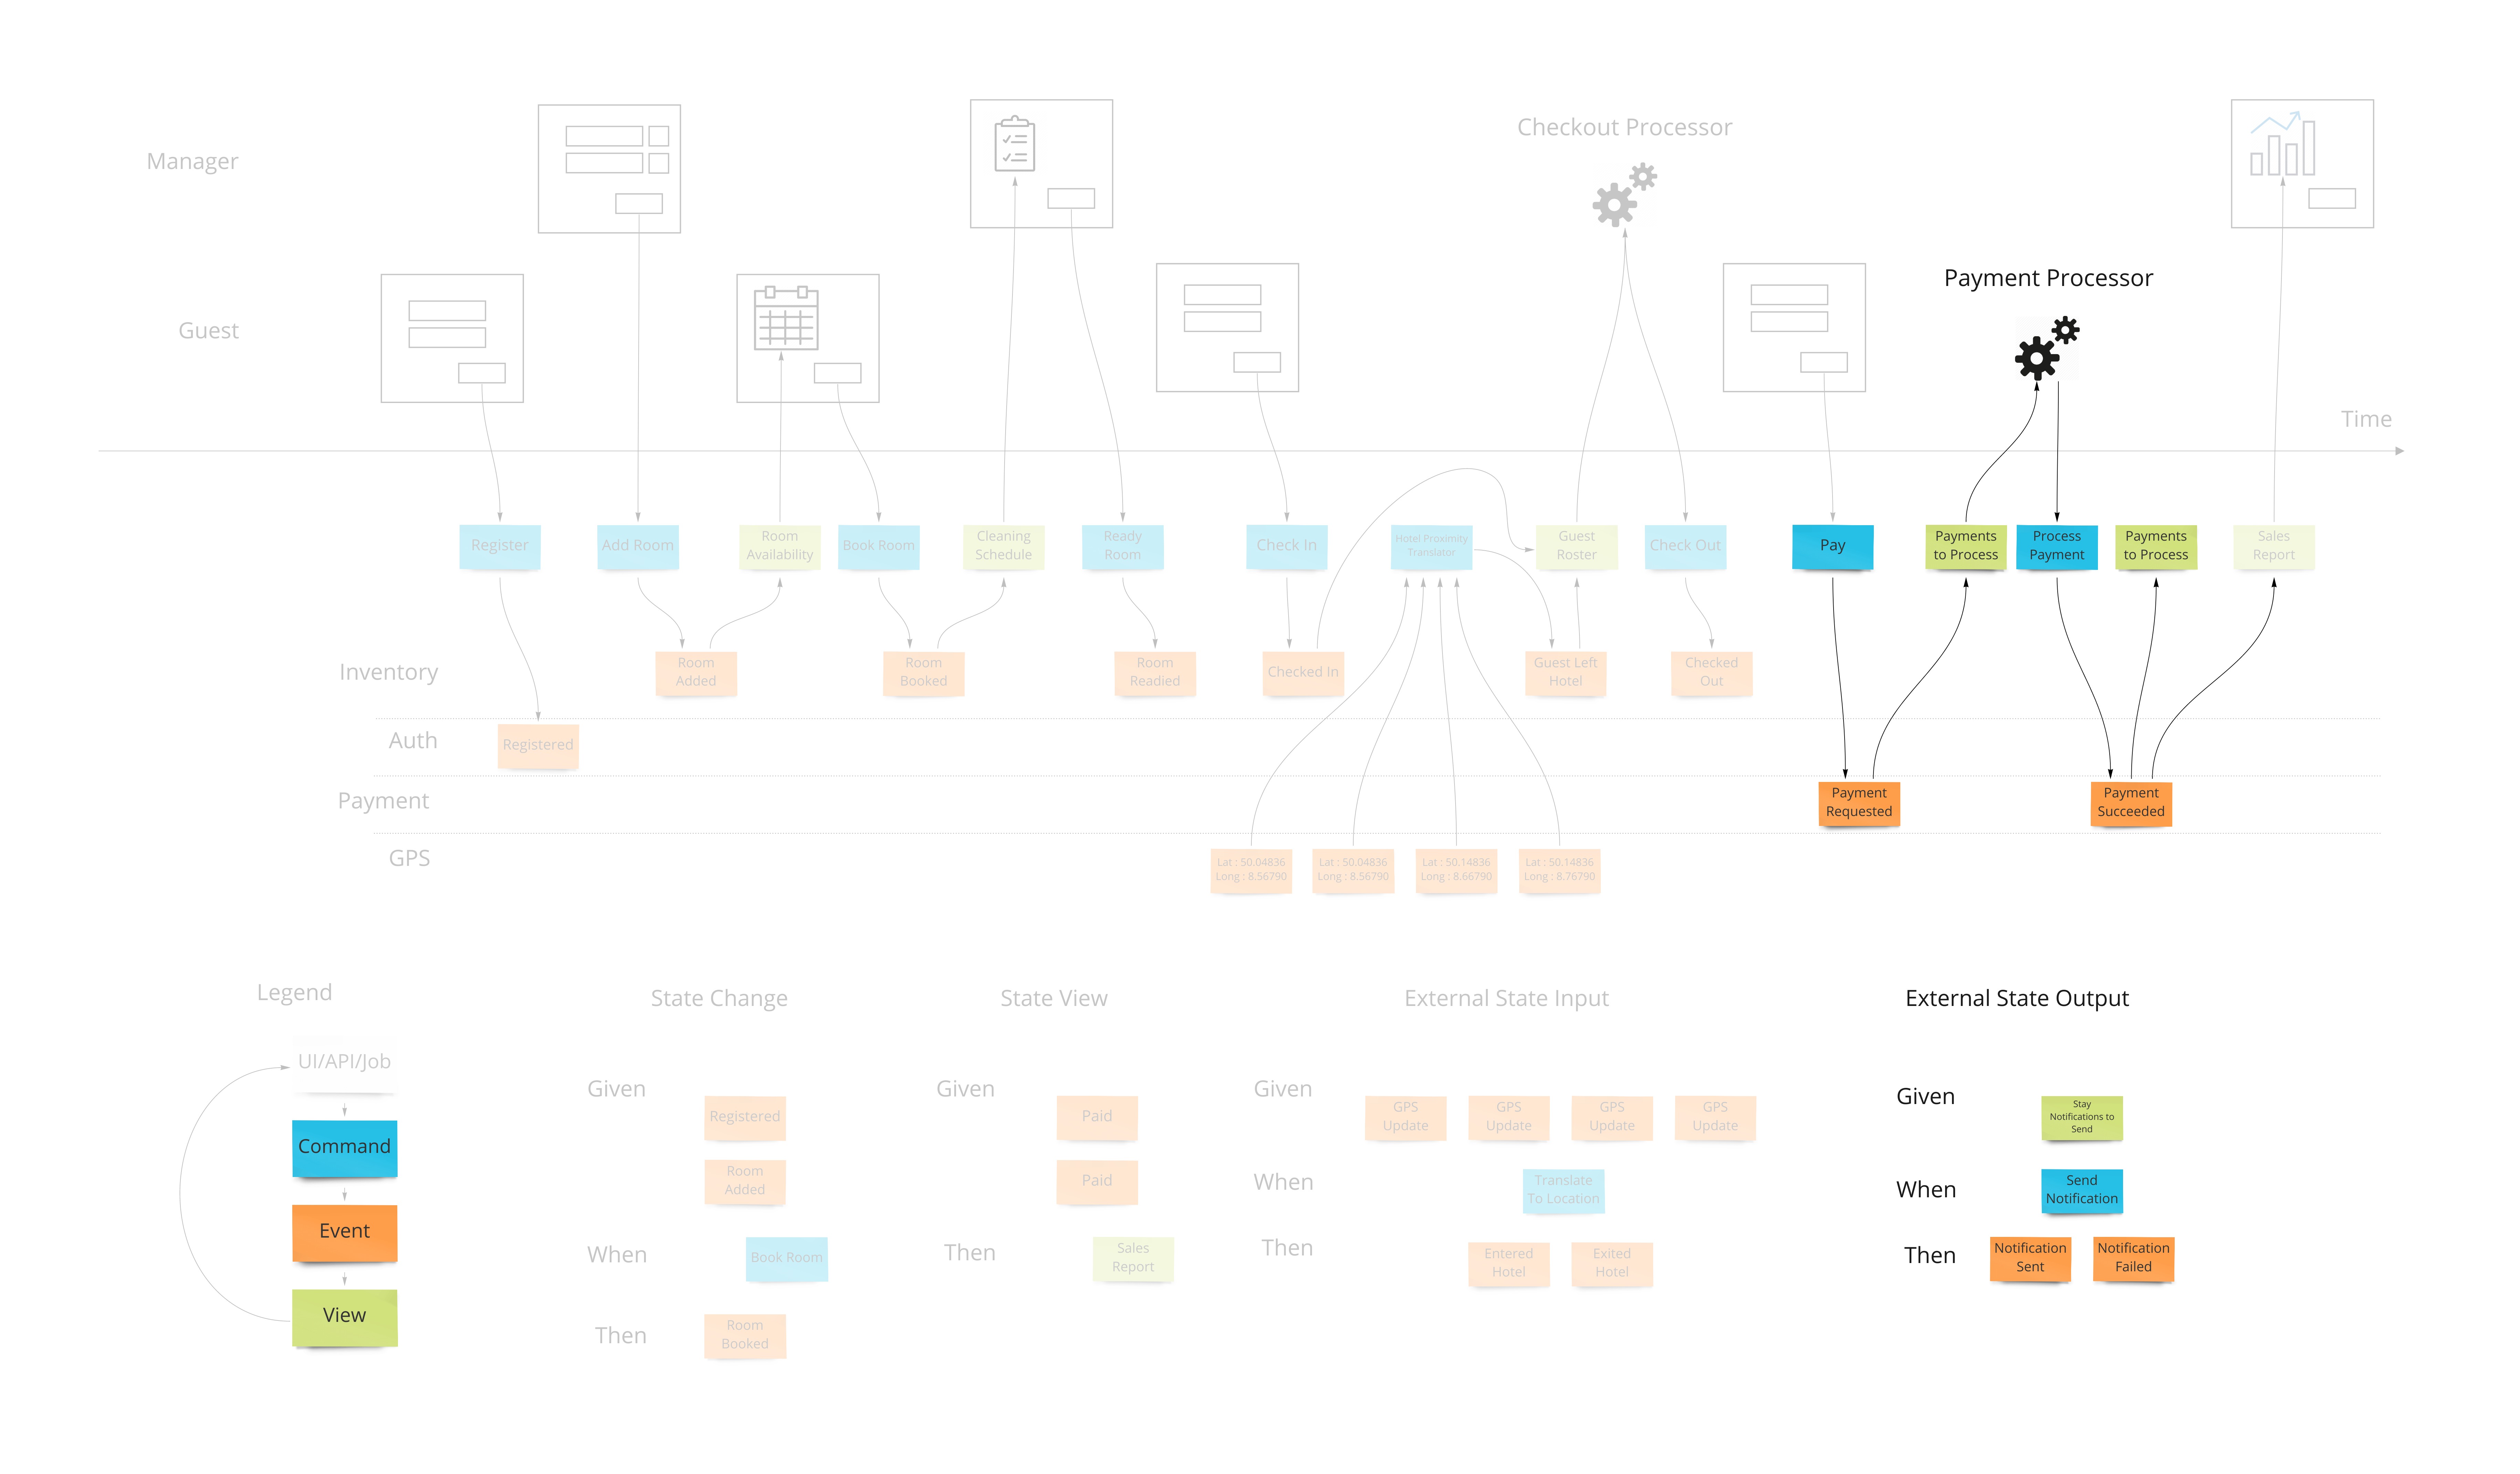 Checkout Processor
Manager
Payment Processor
Guest
Time
Register
Add Room
Room
Availability
Book Room
Cleaning
Schedule
Ready
Room
Check In
Hotel Proximity
Translator
Guest
Roster
Check Out
Pay
Payments
to Process
Process
Payment
Payments
to Process
Sales
Report
Inventory
Room
Added
Room
Booked
Room
Readied
Checked In
Guest Left
Hotel
Checked
Out
Auth
Registered
Payment
Payment
Requested
Payment
Succeeded
GPS
Lat : 50.04836
Long : 8.56790
Lat : 50.04836
Long : 8.56790
Lat : 50.14836
Long : 8.66790
Lat : 50.14836
Long : 8.76790
Legend
UI/API/Job
Command
Event
View
State Change
Given
Registered
Room
Added
When
Book Room
Then
Room
Booked
State View
Given
Paid
Paid
Then
Sales
Report
External State Input
Given
GPS
Update
GPS
Update
GPS
Update
GPS
Update
When
Translate
To Location
Then
Entered
Hotel
Exited
Hotel
External State Output
Given
Stay
Notifications to
Send
When
Send
Notification
Then
Notification
Sent
Notification
Failed